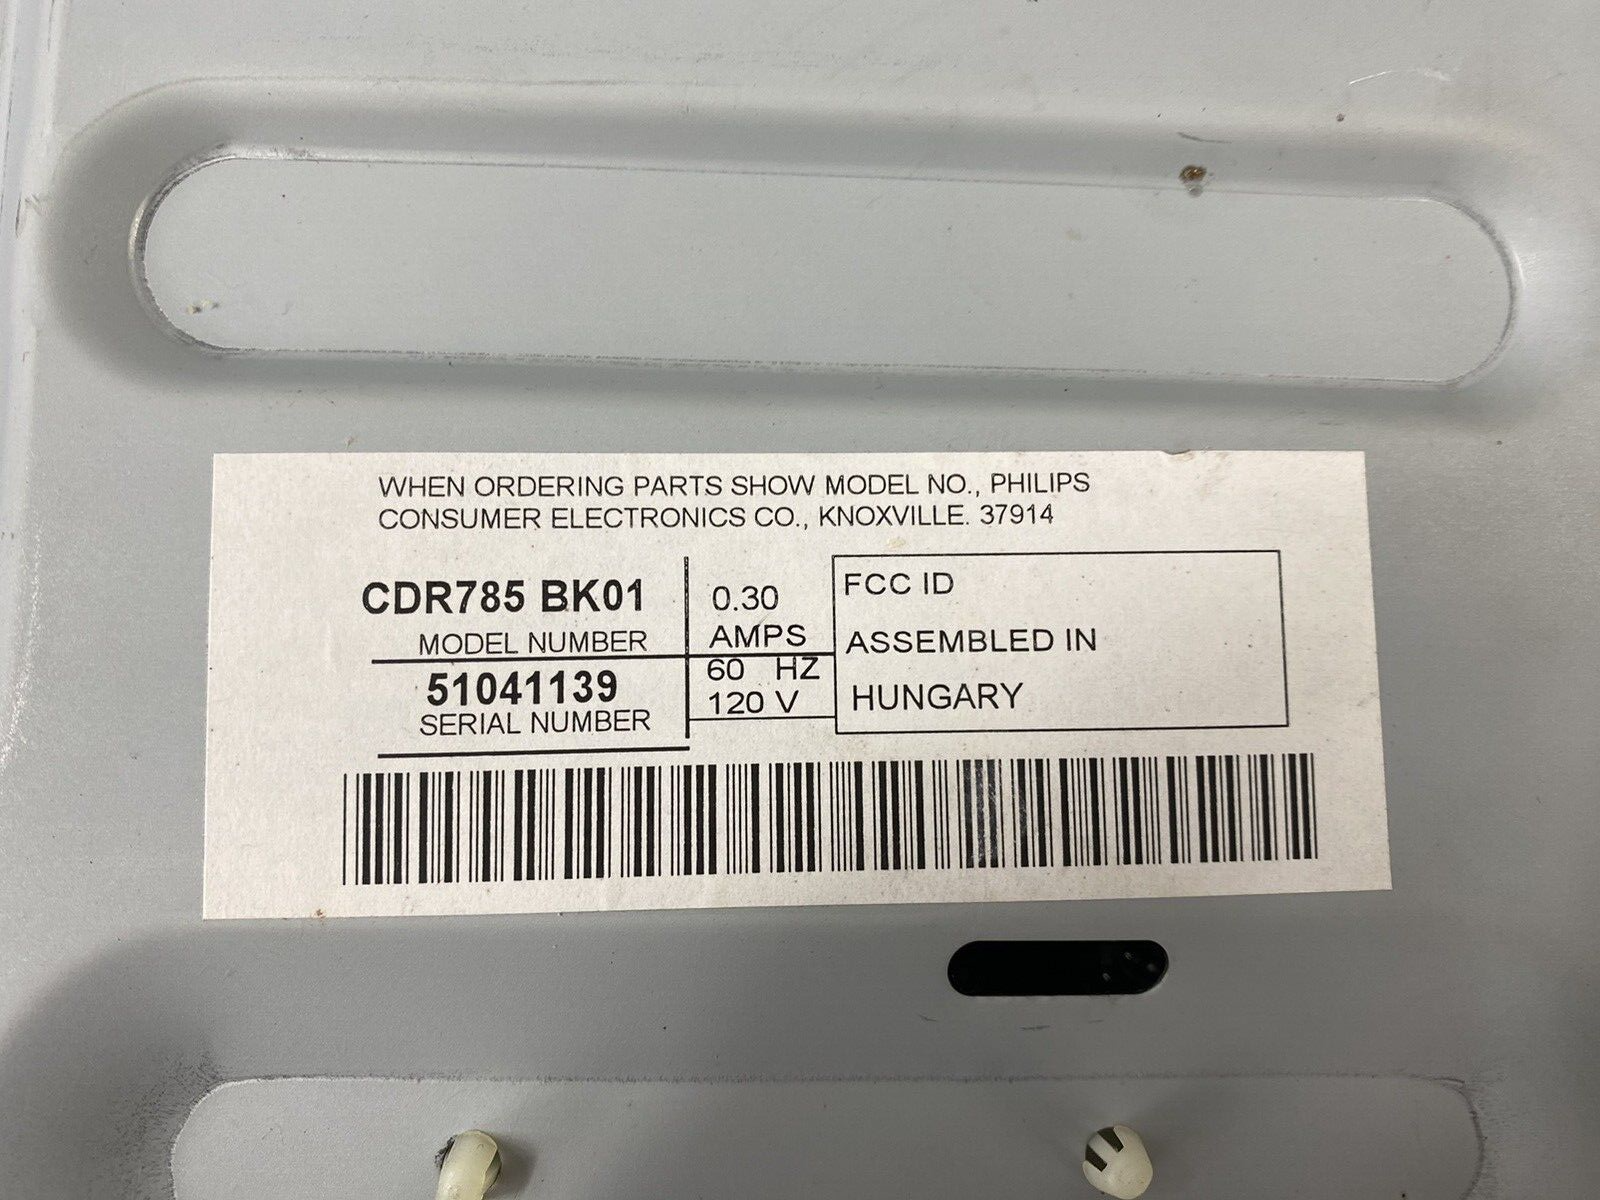 WHEN ORDERING PARTS SHOW MODEL NO., PHILIPS
CONSUMER ELECTRONICS CO., KNOXVILLE. 37914
CDR785 BK01
MODEL NUMBER
51041139
SERIAL NUMBER
0.30
AMPS
60 HZ
120 V
FCC ID
ASSEMBLED IN
HUNGARY